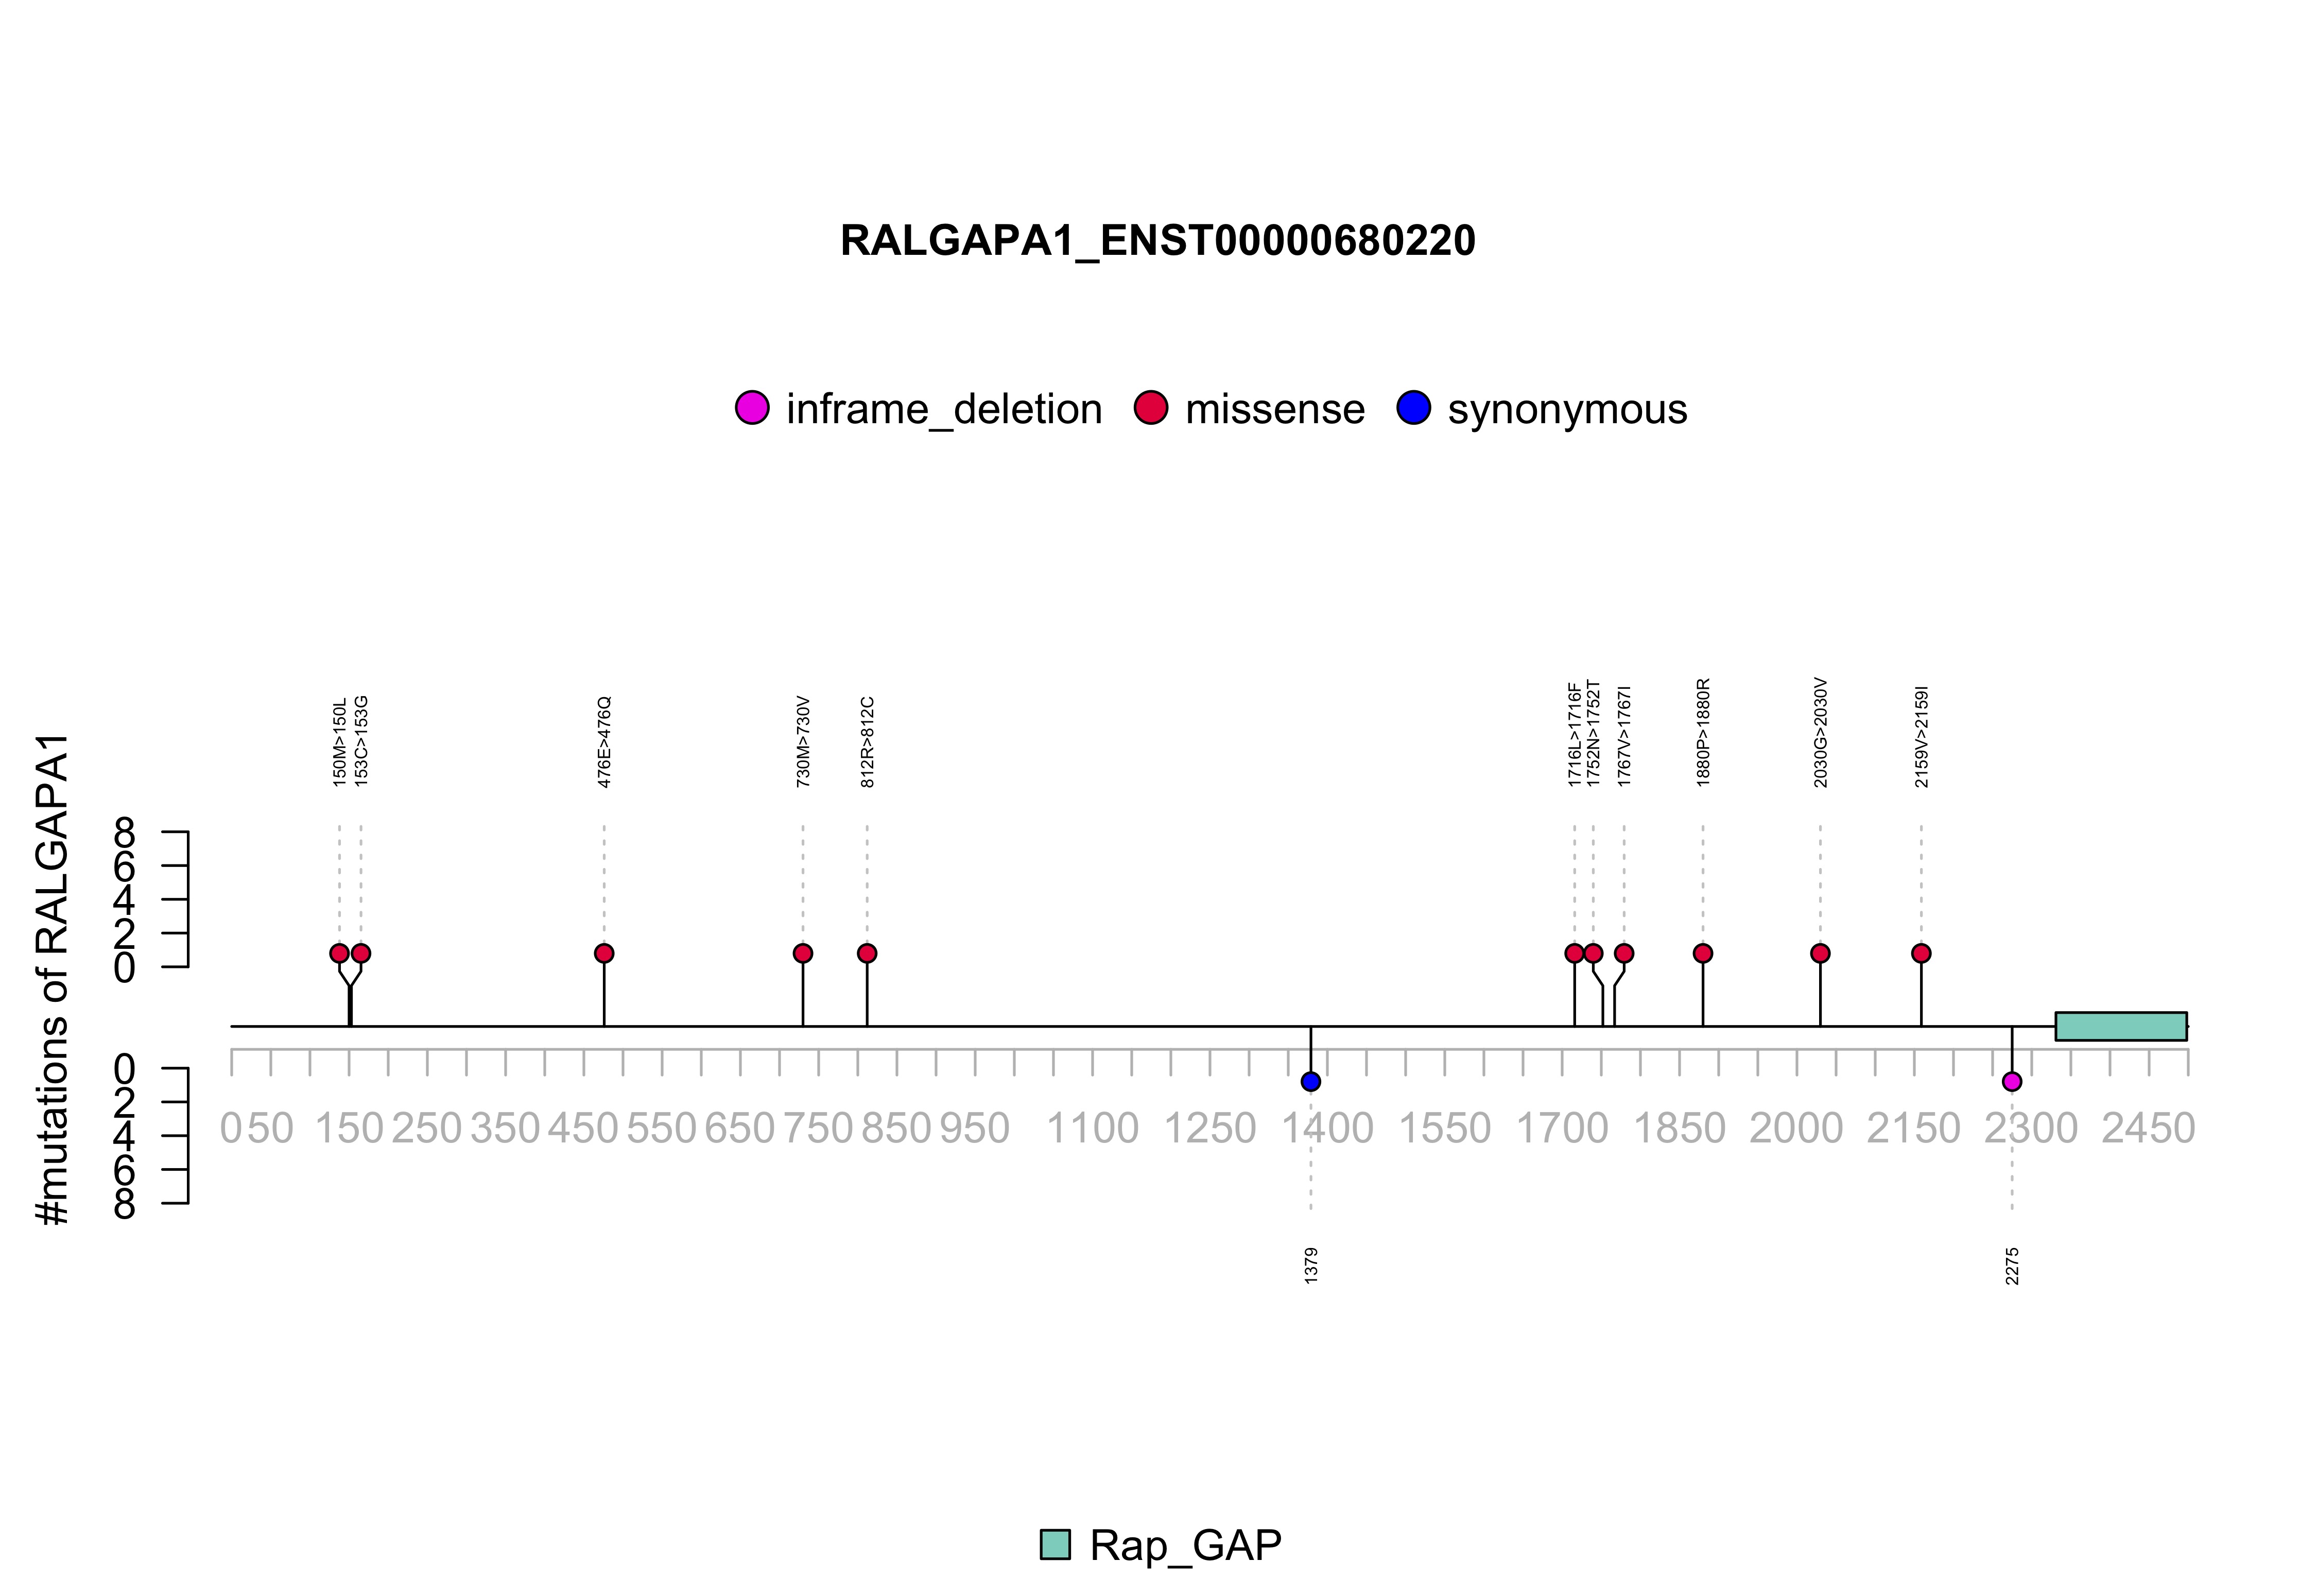 RALGAPA1_ENST00000680220
inframe_deletion missense synonymous
150M>150L
153C>153G
476E>476Q
730M>730V
812R>812C
1716L>1716F
1752N>1752T
1767V>1767I
1880P>1880R
2030G>2030V
2159V>2159I
#mutations of RALGAPA1
8
6
4
2
0
0
2
4
6
8
0 50 150 250 350 450 550 650 750 850 950 1100 1250 1400 1550 1700 1850 2000 2150 2300 2450
1379
2275
Rap_GAP